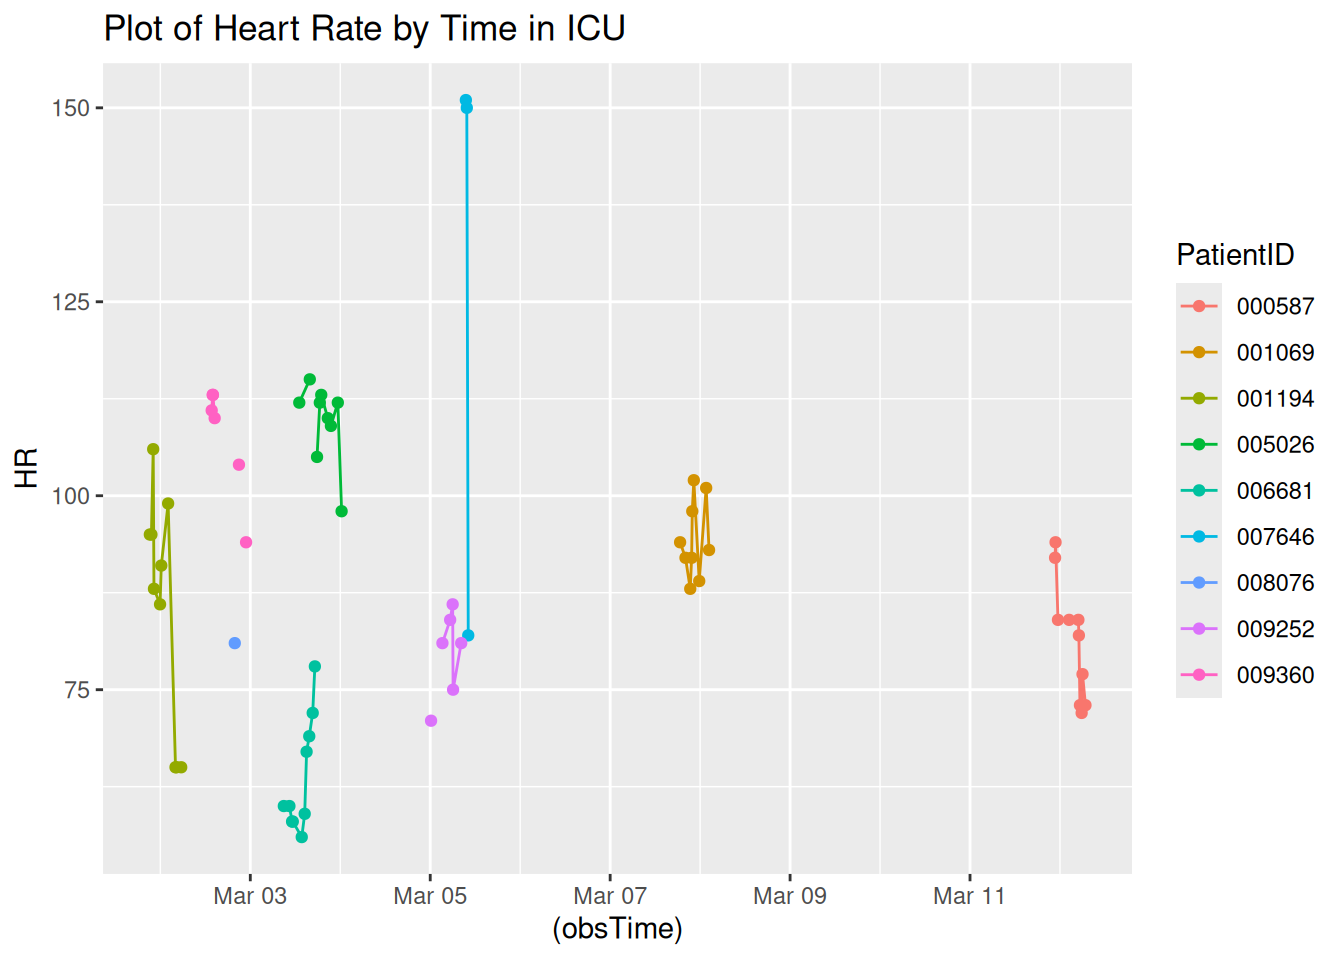 Plot of Heart Rate by Time in ICU
150
125
100
75
HR
Mar 03
Mar 05
Mar 07
Mar 09
Mar 11
(obsTime)
PatientID
000587
001069
001194
005026
006681
007646
008076
009252
009360